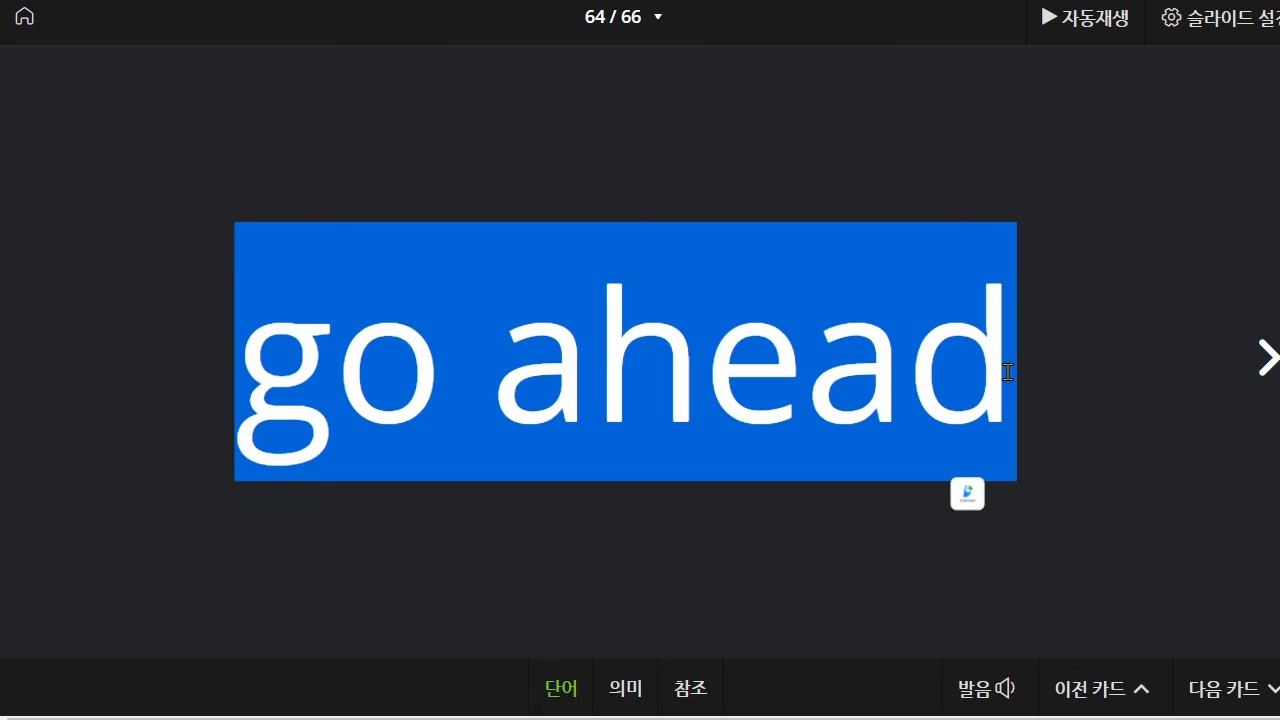 64 / 66
자동재생
슬라이드 설정
go ahead
단어
의미
참조
발음
이전 카드
다음 카드